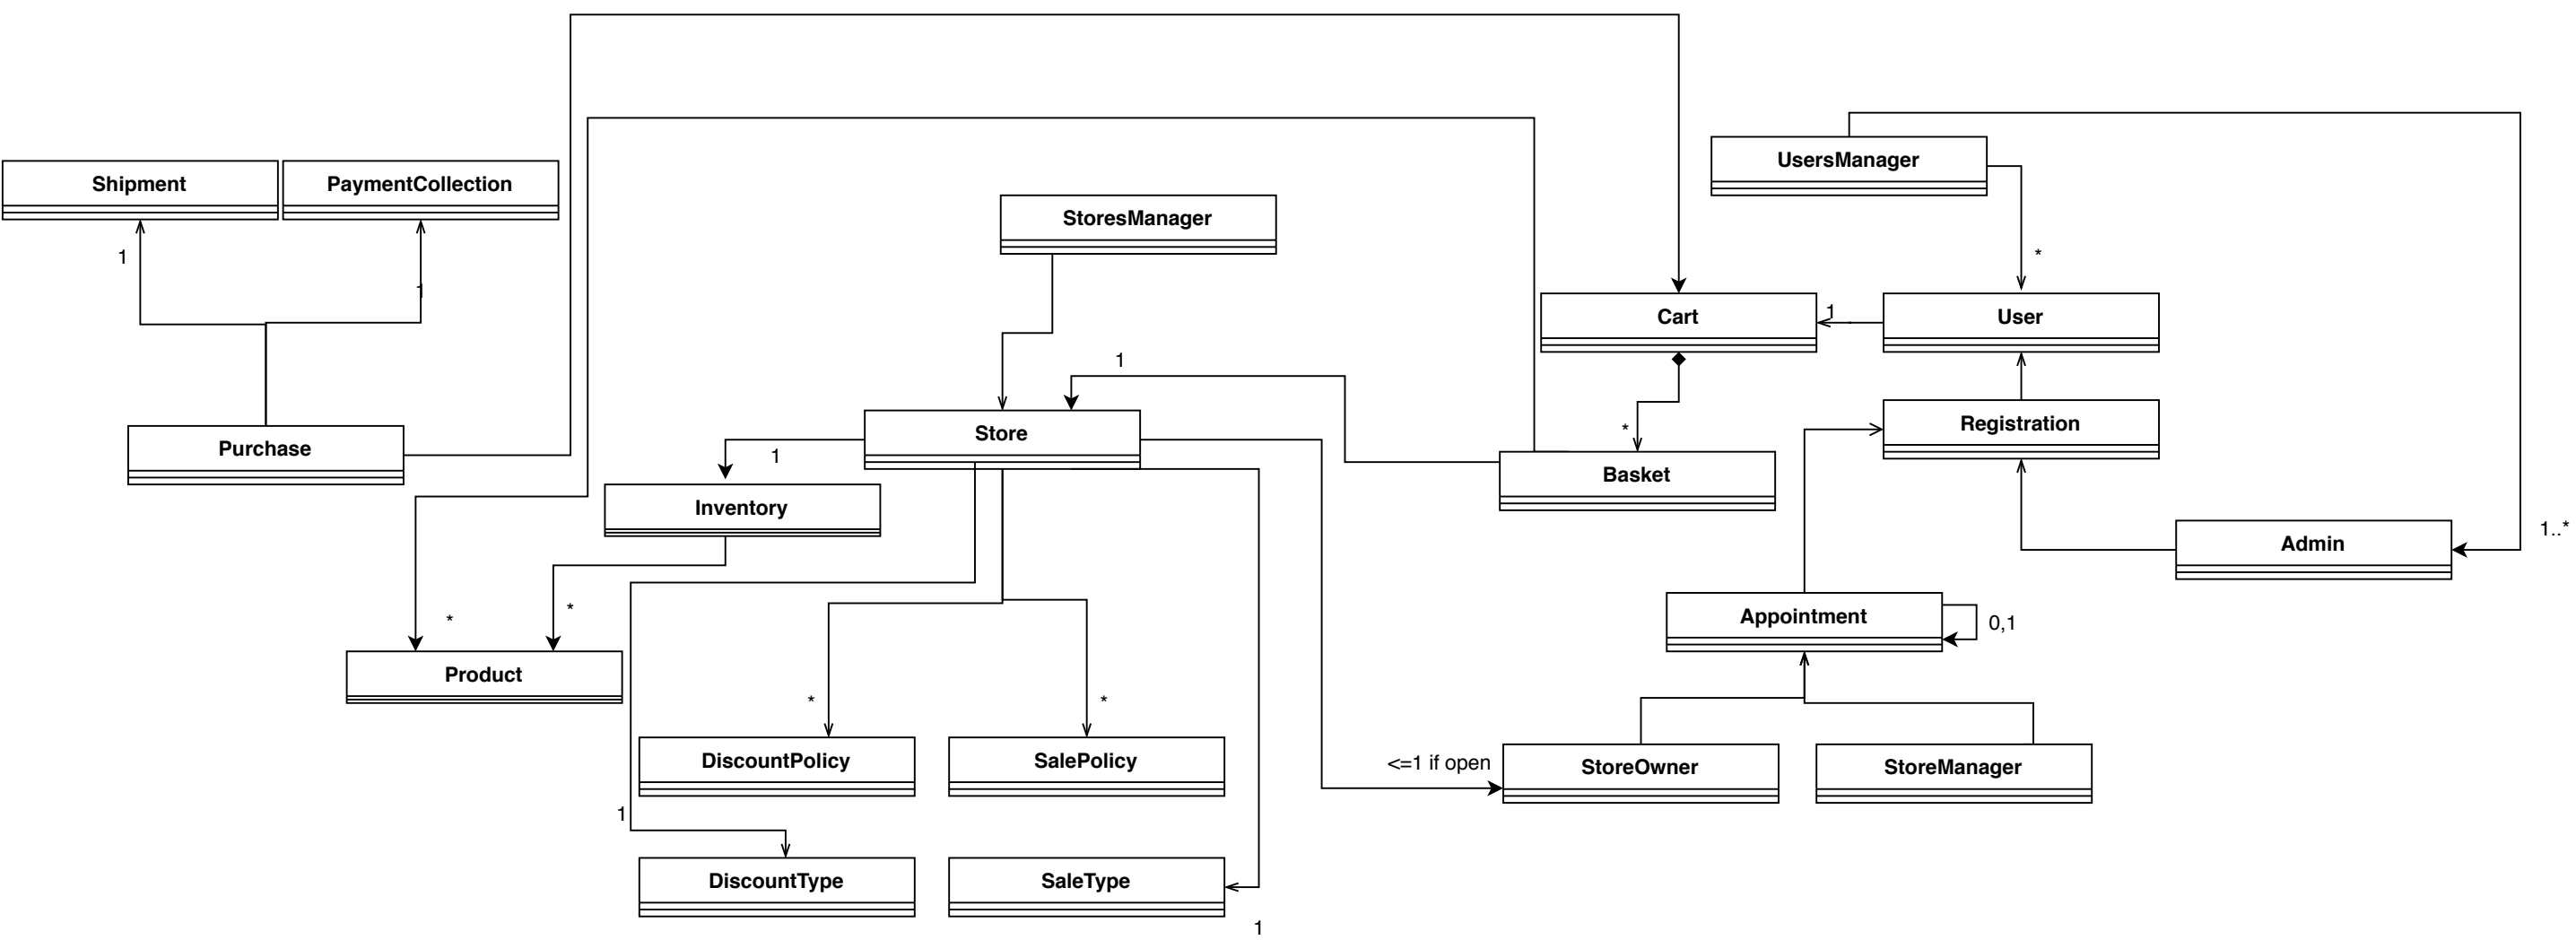 UsersManager
Shipment
PaymentCollection
StoresManager
1
*
1
Cart
1
User
1
Store
Registration
Purchase
1
*
Basket
Inventory
1..*
Admin
*
*
Appointment
0,1
Product
*
*
DiscountPolicy
SalePolicy
<=1 if open
StoreOwner
StoreManager
1
DiscountType
SaleType
1